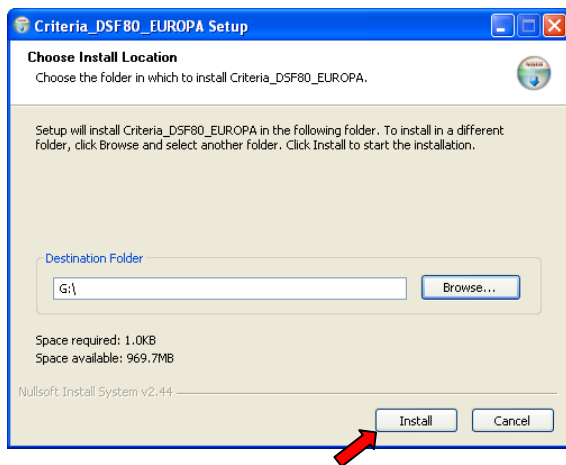 Criteria_DSF80_EUROPA Setup
Choose Install Location
Choose the folder in which to install Criteria_DSF80_EUROPA.
Setup will install Criteria_DSF80_EUROPA in the following folder. To install in a different
folder, click Browse and select another folder. Click Install to start the installation.
Destination Folder
G:\
Browse...
Space required: 1.0KB
Space available: 969.7MB
Nullsoft Install System v2.44
Install
Cancel